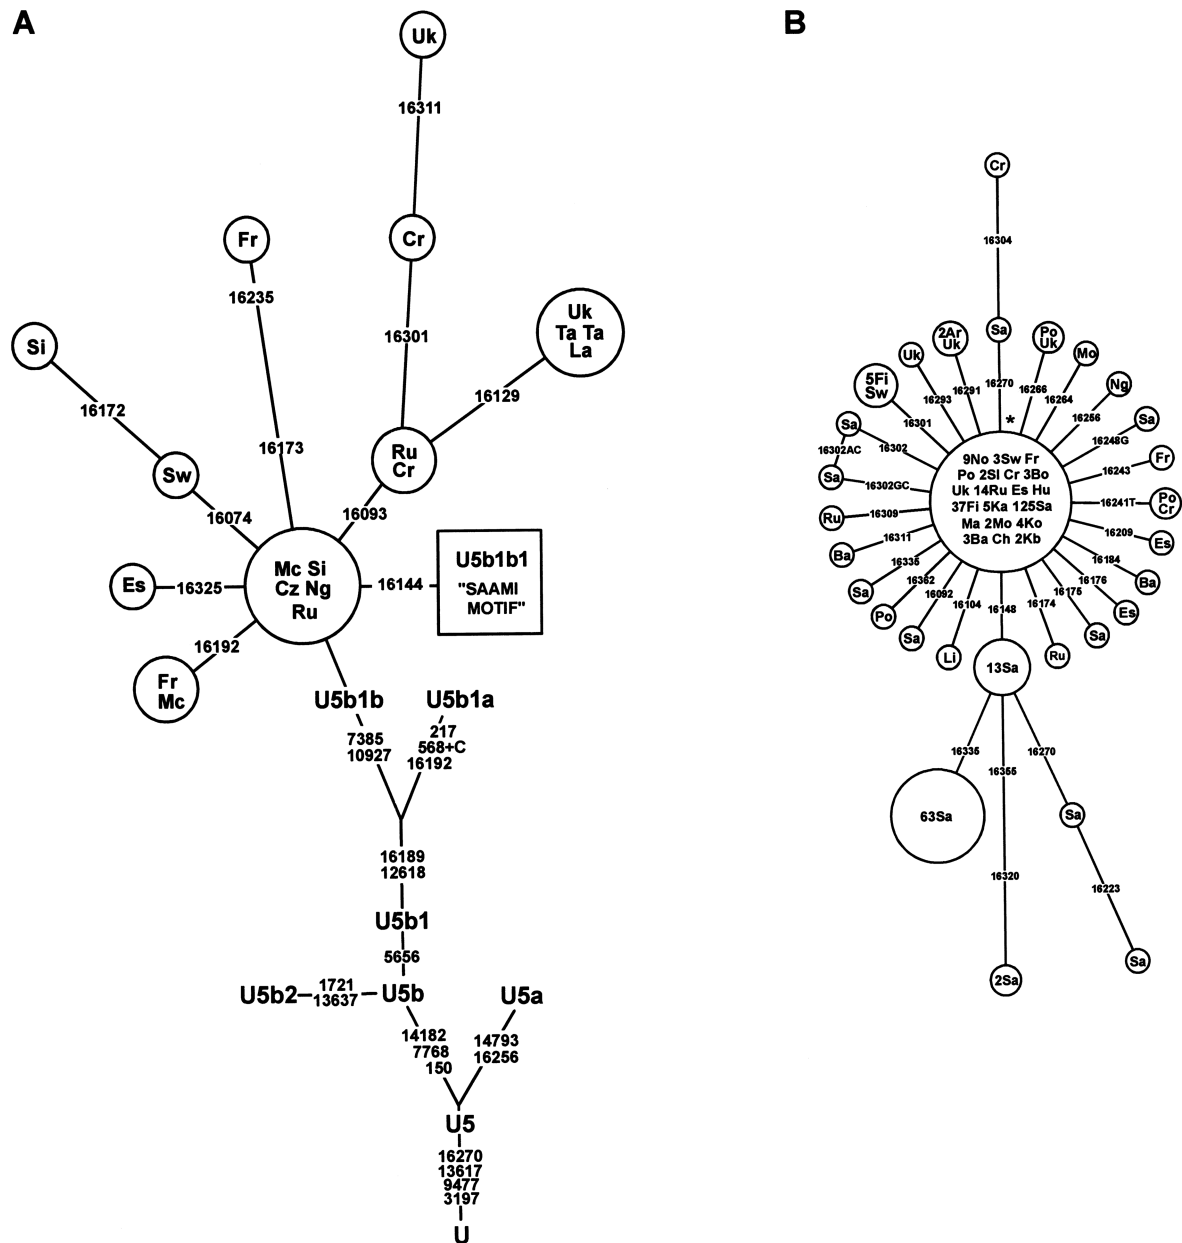 A
Uk
16311
Fr
Cr
16235
16301
Uk
Ta Ta
La
Si
16172
16129
16173
Ru
Cr
Sw
16074
16093
Mc Si
Cz Ng
Ru
Es
16325
16144
U5b1b1
"SAAMI
MOTIF"
16192
Fr
Mc
U5b1b
U5b1a
7385
10927
217
568+C
16192
16189
12618
U5b1
5656
U5b2
1721
13637
U5b
U5a
14182
7768
150
14793
16256
U5
16270
13617
9477
3197
U
B
Cr
16304
Sa
16270
2Ar
Uk
16291
Po
Uk
16266
Uk
16293
Mo
16264
5Fi
Sw
16301
Ng
16256
Sa
16302
16302AC
Sa
16302GC
Sa
16248G
Fr
16243
*
9No 3Sw Fr
Po 2Sl Cr 3Bo
Uk 14Ru Es Hu
37Fi 5Ka 125Sa
Ma 2Mo 4Ko
3Ba Ch 2Kb
Po
Cr
16241T
Ru
16309
Es
16209
Ba
16311
Ba
16184
Sa
16335
Es
16176
Po
16362
Sa
16175
Sa
16092
Ru
16174
Li
16104
16148
13Sa
16335
16355
16270
63Sa
Sa
16320
16223
2Sa
Sa